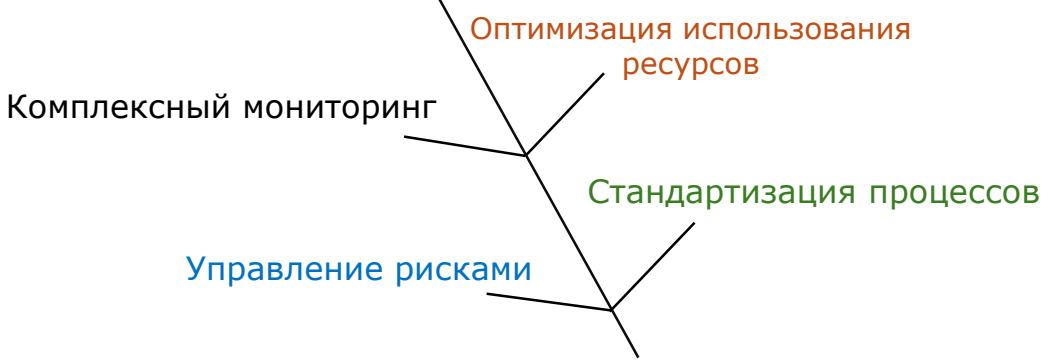 Оптимизация использования
ресурсов
Комплексный мониторинг
Стандартизация процессов
Управление рисками